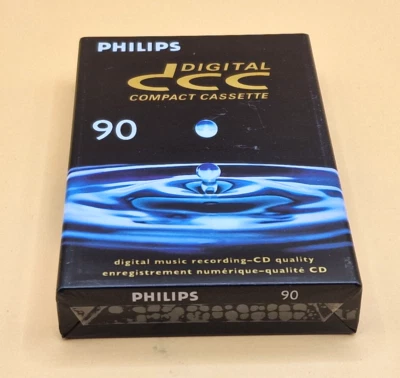 PHILIPS
DIGITAL
dcc
COMPACT CASSETTE
90
digital music recording–CD quality
enregistrement numérique–qualité CD
PHILIPS 90